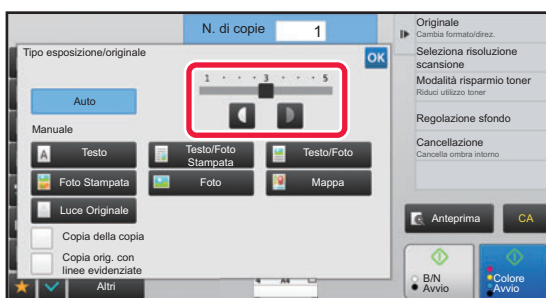 N. di copie 1
Tipo esposizione/originale
OK
1 · · · 3 · · · 5
Auto
Manuale
Testo
Testo/Foto
Stampata
Testo/Foto
Foto Stampata
Foto
Mappa
Luce Originale
Copia della copia
Copia orig. con
linee evidenziate
Altri
A4
Originale
Cambia formato/direz.
Seleziona risoluzione
scansione
Modalità risparmio toner
Riduci utilizzo toner
Regolazione sfondo
Cancellazione
Cancella ombra intorno
Anteprima
CA
B/N
Avvio
Colore
Avvio